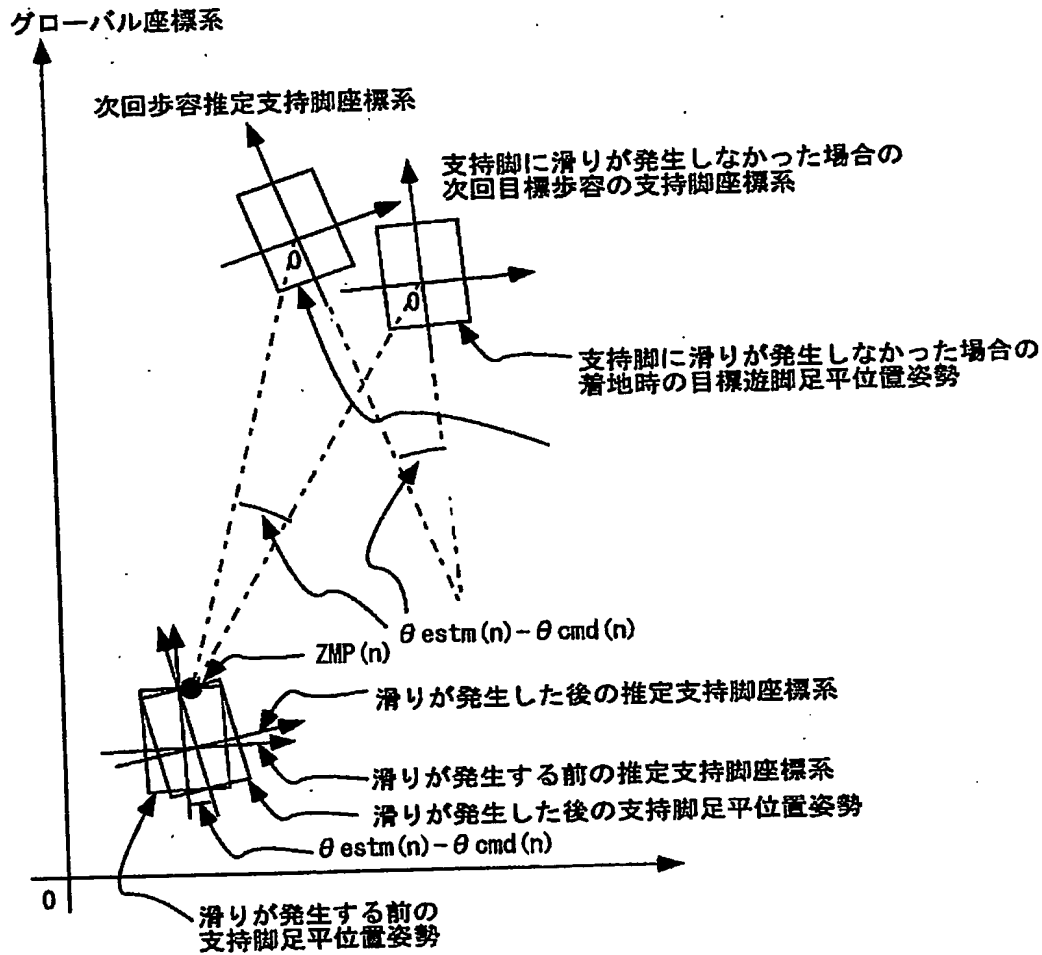 グローバル座標系
次回歩容推定支持脚座標系
支持脚に滑りが発生しなかった場合の
次回目標歩容の支持脚座標系
0
0
支持脚に滑りが発生しなかった場合の
着地時の目標遊脚足平位置姿勢
θestm(n)-θcmd(n)
ZMP(n)
滑りが発生した後の推定支持脚座標系
滑りが発生する前の推定支持脚座標系
滑りが発生した後の支持脚足平位置姿勢
θestm(n)-θcmd(n)
0
滑りが発生する前の
支持脚足平位置姿勢